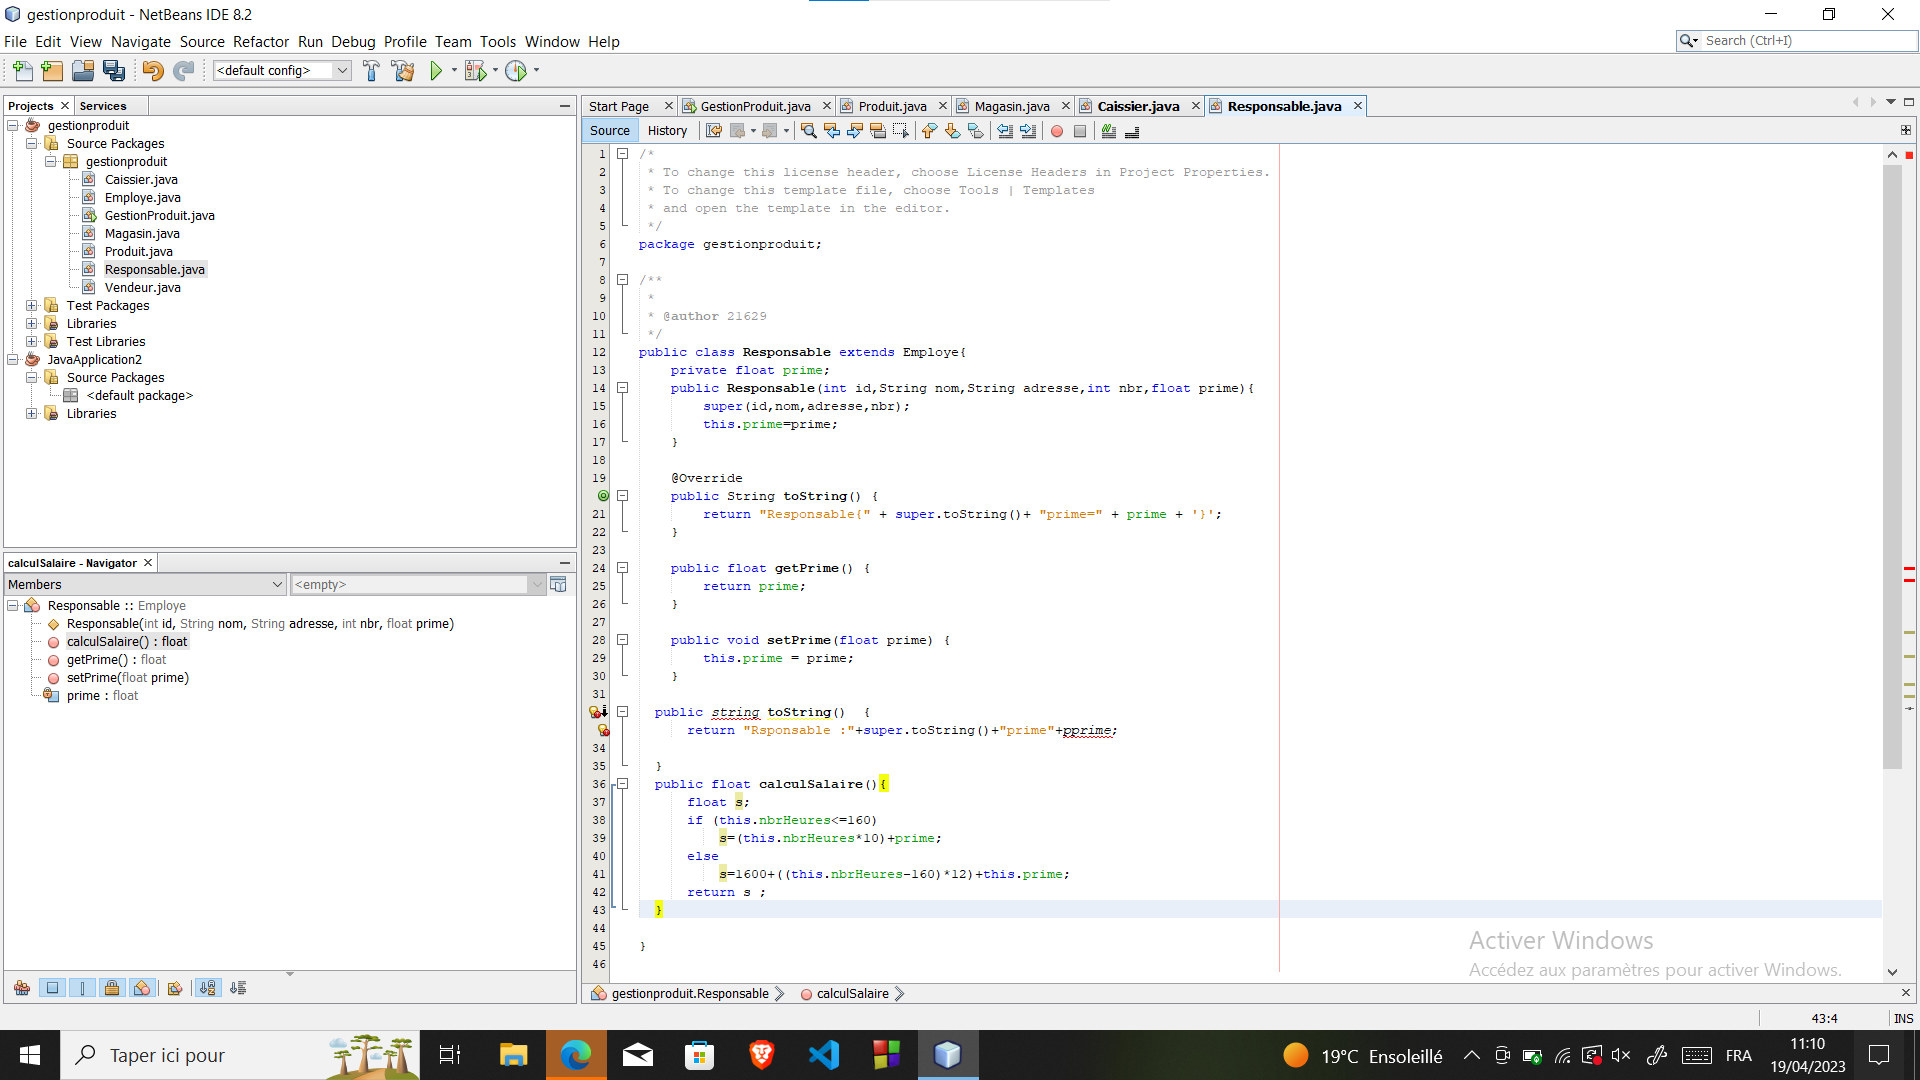 gestionproduit - NetBeans IDE 8.2
File Edit View Navigate Source Refactor Run Debug Profile Team Tools Window Help
Search (Ctrl+I)
<default config>
Projects Services
gestionproduit
Source Packages
gestionproduit
Caissier.java
Employe.java
GestionProduit.java
Magasin.java
Produit.java
Responsable.java
Vendeur.java
Test Packages
Libraries
Test Libraries
JavaApplication2
Source Packages
<default package>
Libraries
calculSalaire - Navigator
Members
<empty>
Responsable :: Employe
Responsable(int id, String nom, String adresse, int nbr, float prime)
calculSalaire() : float
getPrime() : float
setPrime(float prime)
prime : float
Start Page GestionProduit.java Produit.java Magasin.java Caissier.java Responsable.java
Source History
1 /*
2 * To change this license header, choose License Headers in Project Properties.
3 * To change this template file, choose Tools | Templates
4 * and open the template in the editor.
5 */
6 package gestionproduit;
7
8 /**
9 *
10 * @author 21629
11 */
12 public class Responsable extends Employe{
13 private float prime;
14 public Responsable(int id,String nom,String adresse,int nbr,float prime){
15 super(id,nom,adresse,nbr);
16 this.prime=prime;
17 }
18
19 @Override
public String toString() {
21 return "Responsable{" + super.toString()+ "prime=" + prime + '}';
22 }
23
24 public float getPrime() {
25 return prime;
26 }
27
28 public void setPrime(float prime) {
29 this.prime = prime;
30 }
31
public string toString() {
return "Rsponsable :"+super.toString()+"prime"+pprime;
34
35 }
36 public float calculSalaire(){
37 float s;
38 if (this.nbrHeures<=160)
39 s=(this.nbrHeures*10)+prime;
40 else
41 s=1600+((this.nbrHeures-160)*12)+this.prime;
42 return s ;
43 }
44
45 }
46
Activer Windows
Accédez aux paramètres pour activer Windows.
gestionproduit.Responsable calculSalaire
43:4 INS
Taper ici pour
19°C Ensoleillé
FRA
11:10
19/04/2023